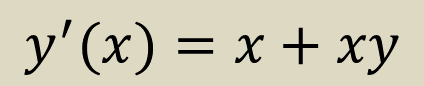 y′(x) = x + xy